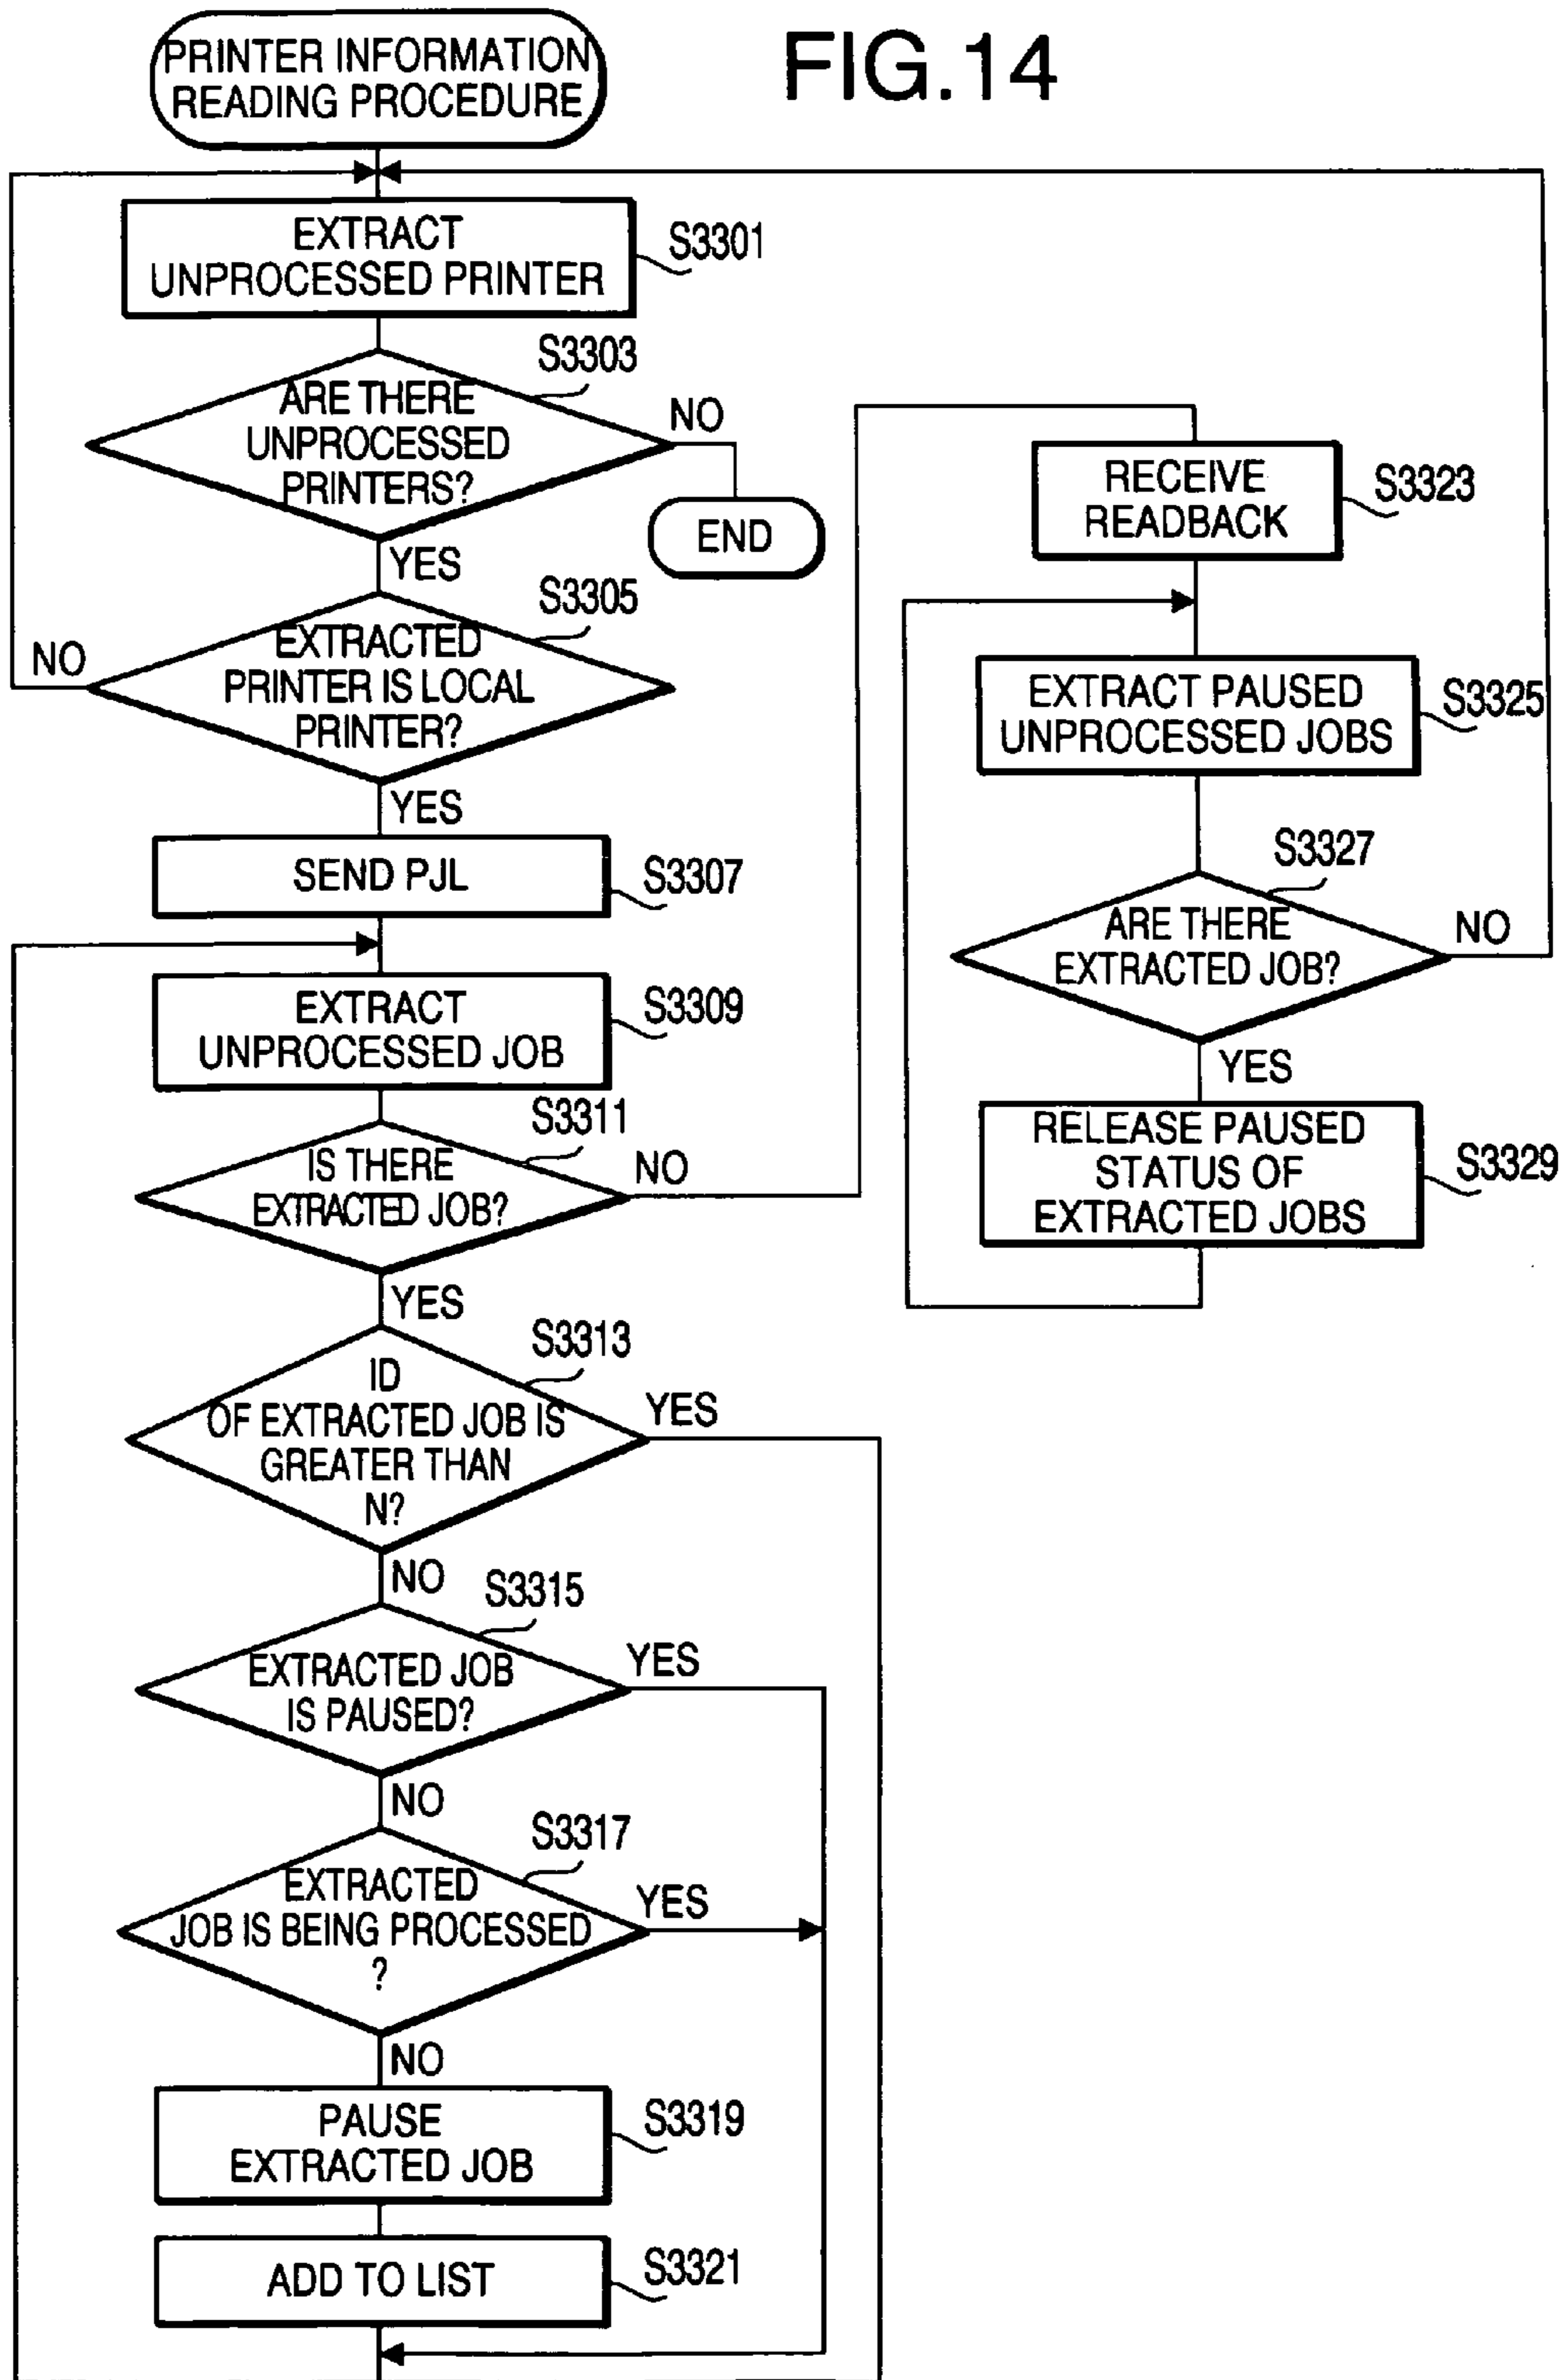 FIG.14
PRINTER INFORMATION
READING PROCEDURE
EXTRACT
UNPROCESSED PRINTER
S3301
S3303
ARE THERE
UNPROCESSED
PRINTERS?
NO
END
YES
S3305
EXTRACTED
PRINTER IS LOCAL
PRINTER?
NO
YES
SEND PJL
S3307
EXTRACT
UNPROCESSED JOB
S3309
S3311
IS THERE
EXTRACTED JOB?
NO
YES
S3313
ID
OF EXTRACTED JOB IS
GREATER THAN
N?
YES
NO
S3315
EXTRACTED JOB
IS PAUSED?
YES
NO
S3317
EXTRACTED
JOB IS BEING PROCESSED
?
YES
NO
PAUSE
EXTRACTED JOB
S3319
ADD TO LIST
S3321
RECEIVE
READBACK
S3323
EXTRACT PAUSED
UNPROCESSED JOBS
S3325
S3327
ARE THERE
EXTRACTED JOB?
NO
YES
RELEASE PAUSED
STATUS OF
EXTRACTED JOBS
S3329